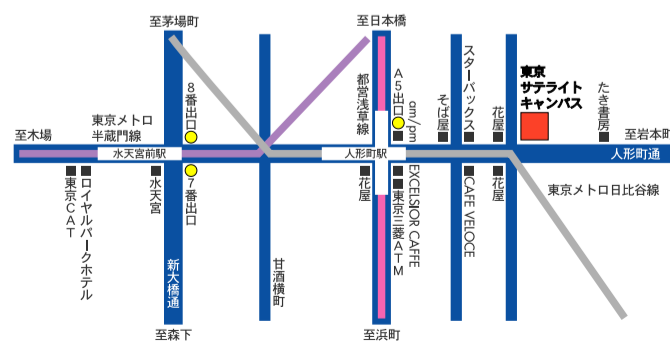 至茅場町
至日本橋
8番出口
東京メトロ
半蔵門線
都営浅草線
A5出口
am/pm
そば屋
スターバックス
花屋
東京
サテライト
キャンパス
たき書房
至木場
水天宮前駅
人形町駅
至岩本町
人形町通
東京CAT
ロイヤルパークホテル
水天宮
7番出口
花屋
東京三菱ATM
EXCELSIOR CAFFE
CAFE VELOCE
花屋
東京メトロ日比谷線
新大橋通
甘酒横町
至森下
至浜町